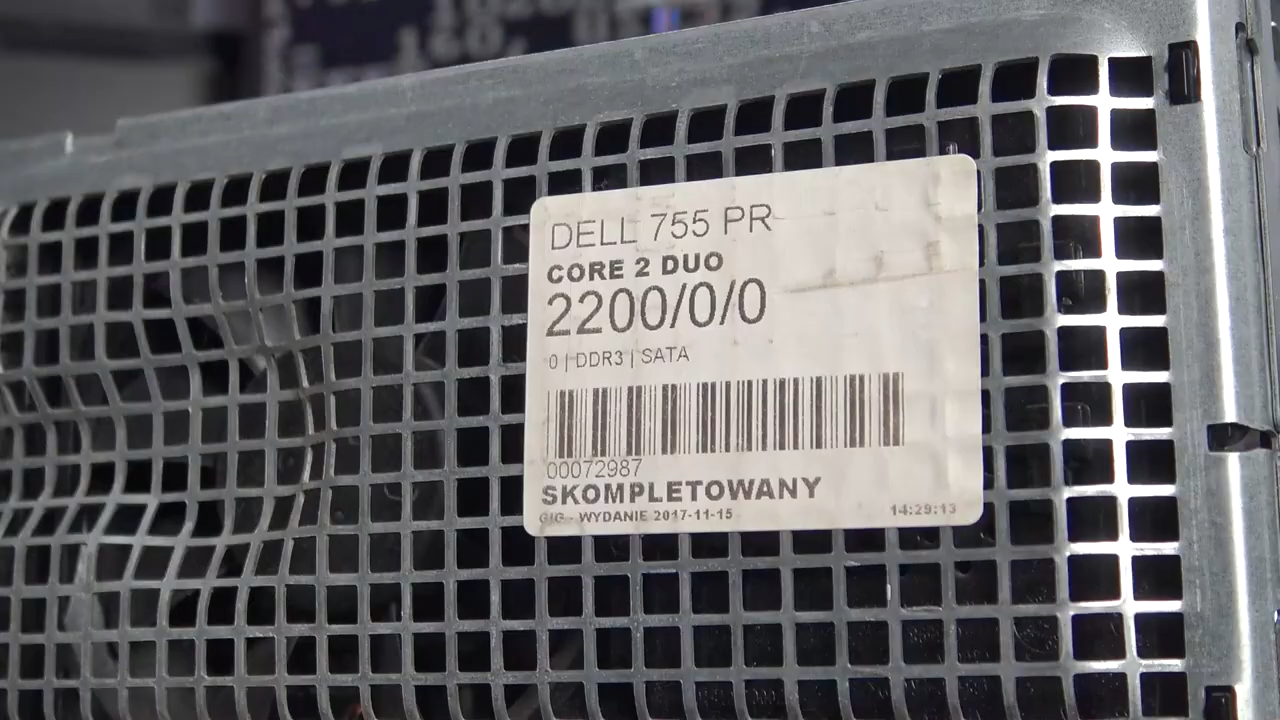 DELL 755 PR
CORE 2 DUO
2200/0/0
0 | DDR3 | SATA
00072987
SKOMPLETOWANY
GIG - WYDANIE 2017-11-15
14:29:13